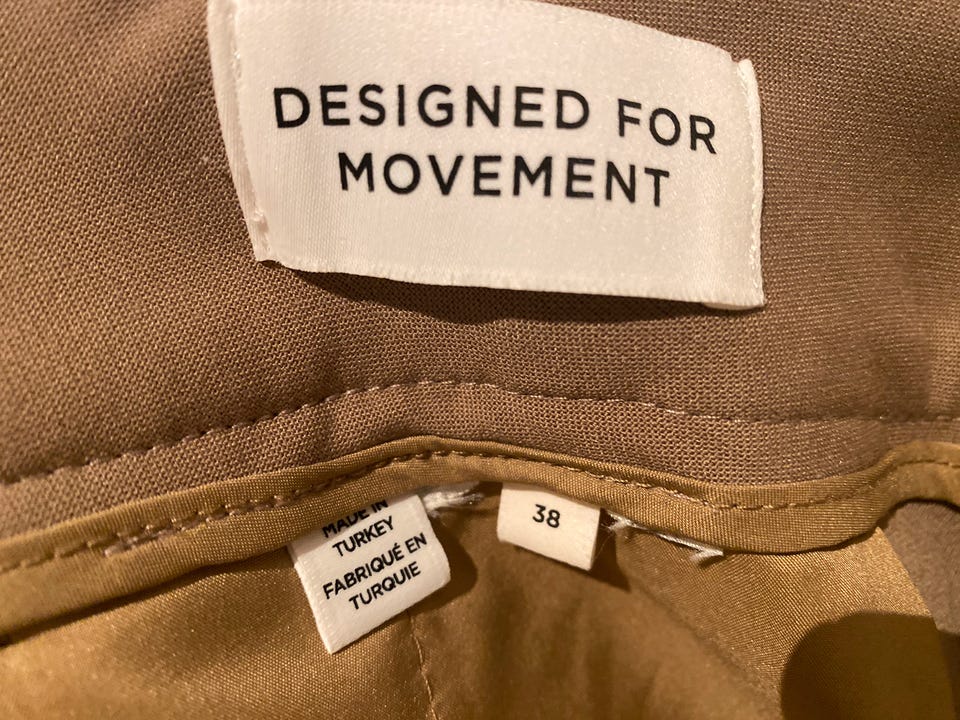 DESIGNED FOR
MOVEMENT
MADE IN
TURKEY
FABRIQUÉ EN
TURQUIE
38